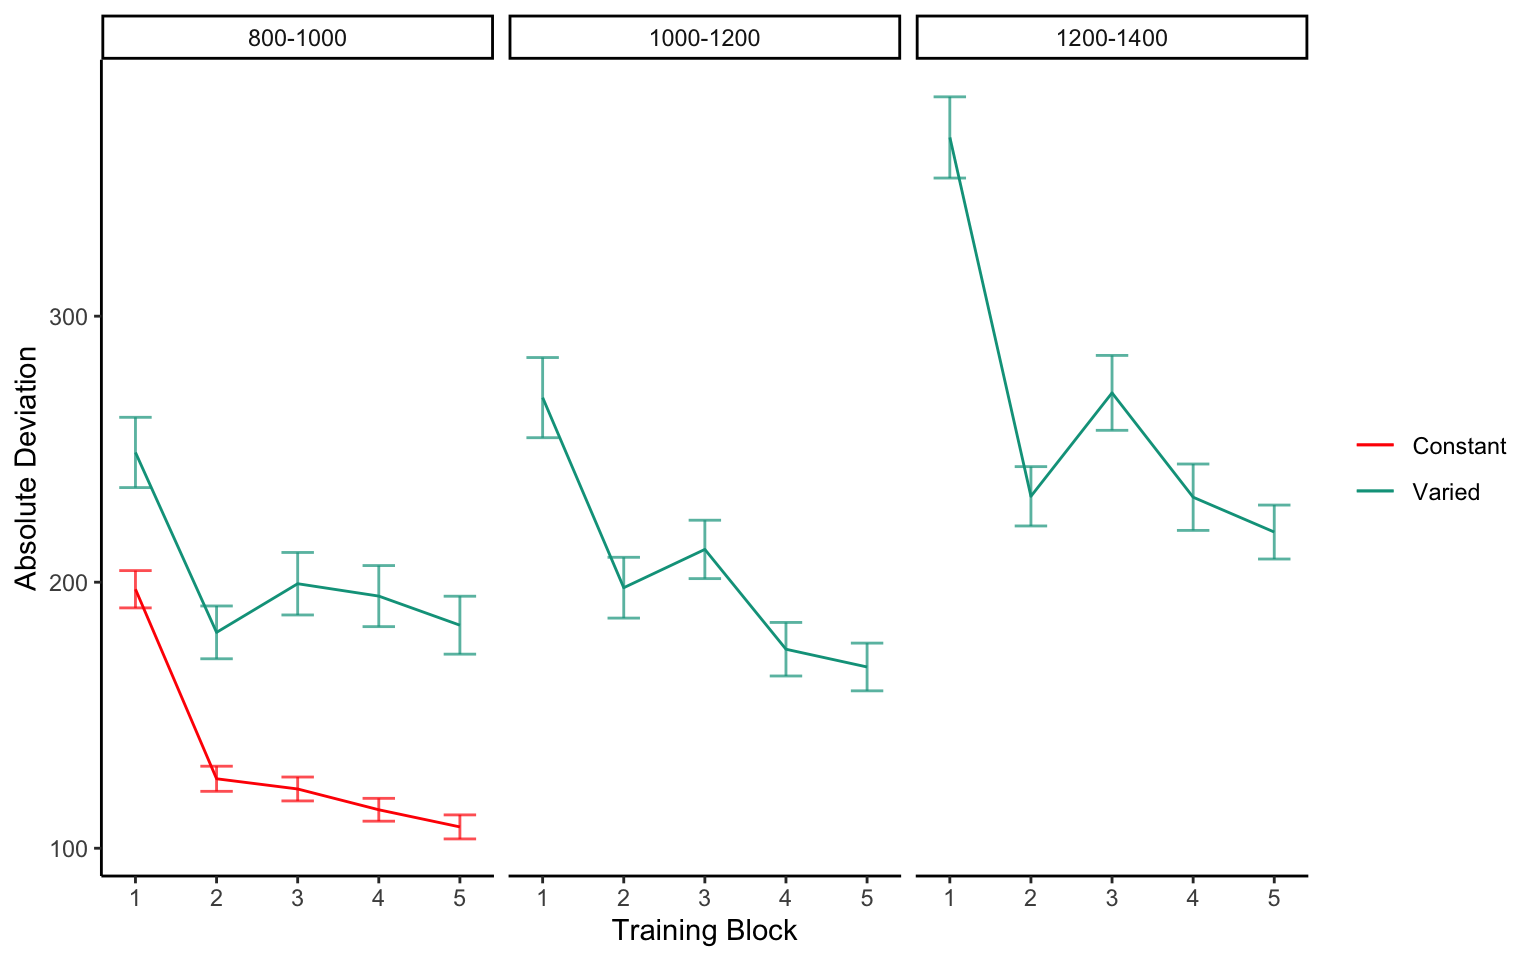 800-1000
1000-1200
1200-1400
Absolute Deviation
300
200
100
1 2 3 4 5
1 2 3 4 5
1 2 3 4 5
Training Block
Constant
Varied